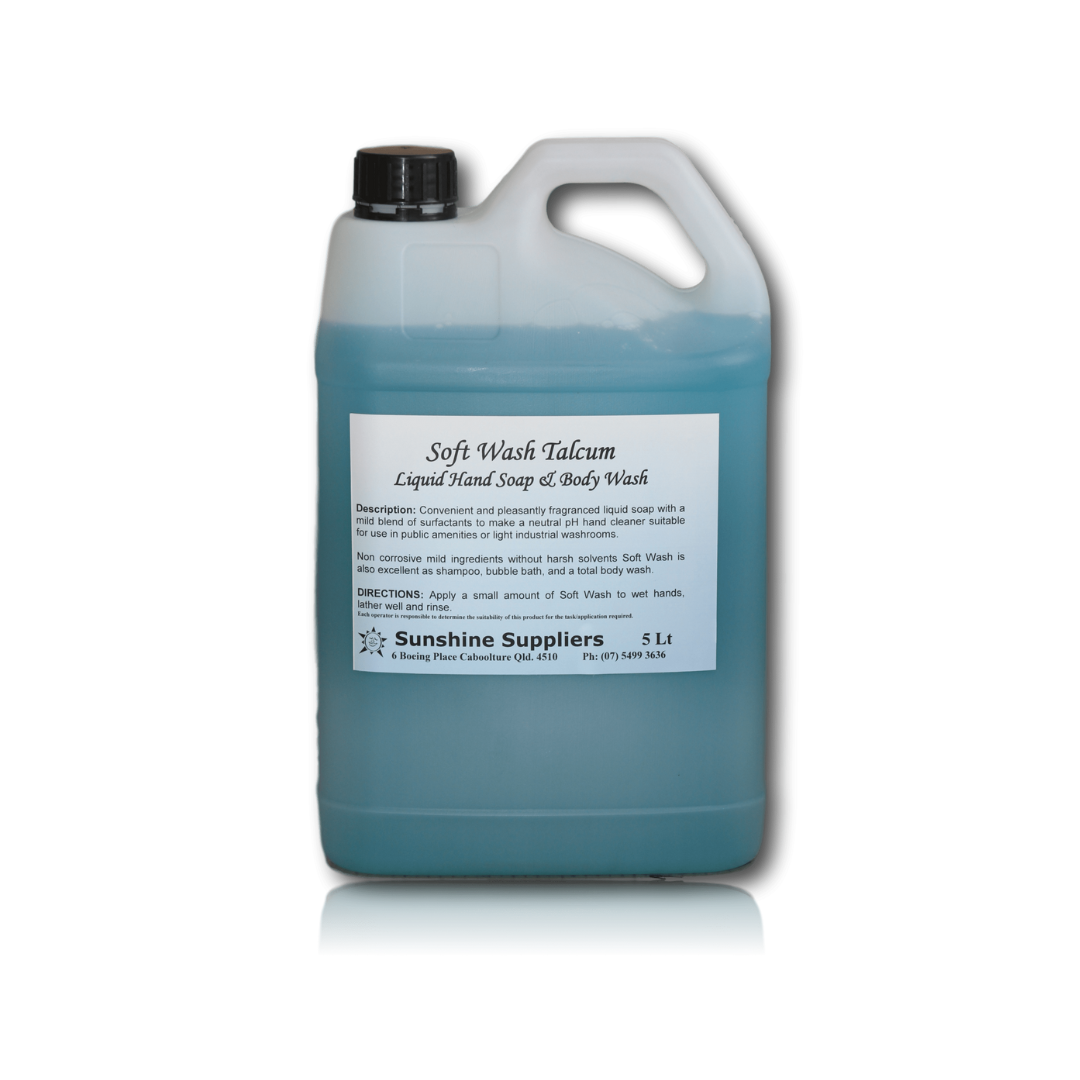 Soft Wash Talcum
Liquid Hand Soap & Body Wash
Description: Convenient and pleasantly fragranced liquid soap with a
mild blend of surfactants to make a neutral pH hand cleaner suitable
for use in public amenities or light industrial washrooms.
Non corrosive mild ingredients without harsh solvents Soft Wash is
also excellent as shampoo, bubble bath, and a total body wash.
DIRECTIONS: Apply a small amount of Soft Wash to wet hands,
lather well and rinse.
Each operator is responsible to determine the suitability of this product for the task/application required.
Sunshine Suppliers 5 Lt
6 Boeing Place Caboolture Qld. 4510 Ph: (07) 5499 3636